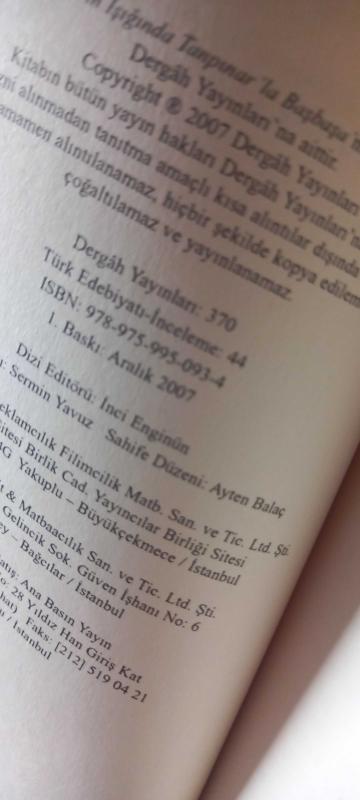 Işığında Tanpınar'la Başbaşa
Dergâh Yayınları'na aittir.
Copyright ® 2007 Dergâh Yayınları
Kitabın bütün yayın hakları Dergâh Yayınları'
alınmadan tanıtma amaçlı kısa alıntılar dışında
alıntılanamaz, hiçbir şekilde kopya
çoğaltılamaz ve yayınlanamaz.
Dergâh Yayınları: 370
Türk Edebiyatı-İnceleme: 44
ISBN: 978-975-995-093-4
1. Baskı: Aralık 2007
Dizi Editörü: İnci Enginün
Sermin Yavuz Sahife Düzeni: Ayten Balaç
Filimcilik Matb. San. ve Tic. Ltd. Şti.
Sitesi Birlik Cad. Yayıncılar Birliği Sitesi
Yakuplu – Büyükçekmece / İstanbul
& Matbaacılık San. ve Tic. Ltd. Şti.
Gelincik Sok. Güven İşhanı No: 6
– Bağcılar / İstanbul
Ana Basın Yayın
No: 28 Yıldız Han Giriş Kat
Faks: [212] 519 04 21
/ İstanbul